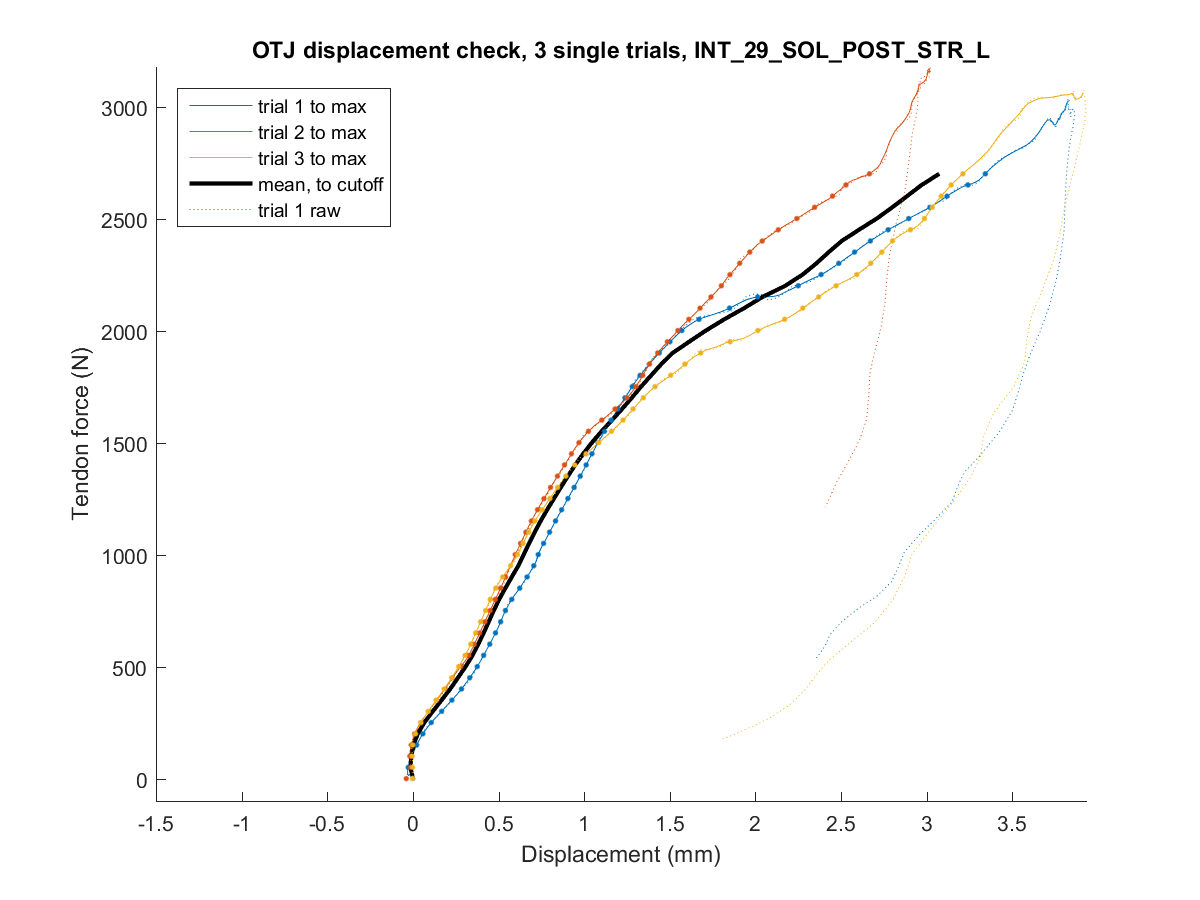 OTJ displacement check, 3 single trials, INT_29_SOL_POST_STR_L
trial 1 to max
trial 2 to max
trial 3 to max
mean, to cutoff
trial 1 raw
3000
2500
2000
1500
1000
500
0
Tendon force (N)
-1.5 -1 -0.5 0 0.5 1 1.5 2 2.5 3 3.5
Displacement (mm)